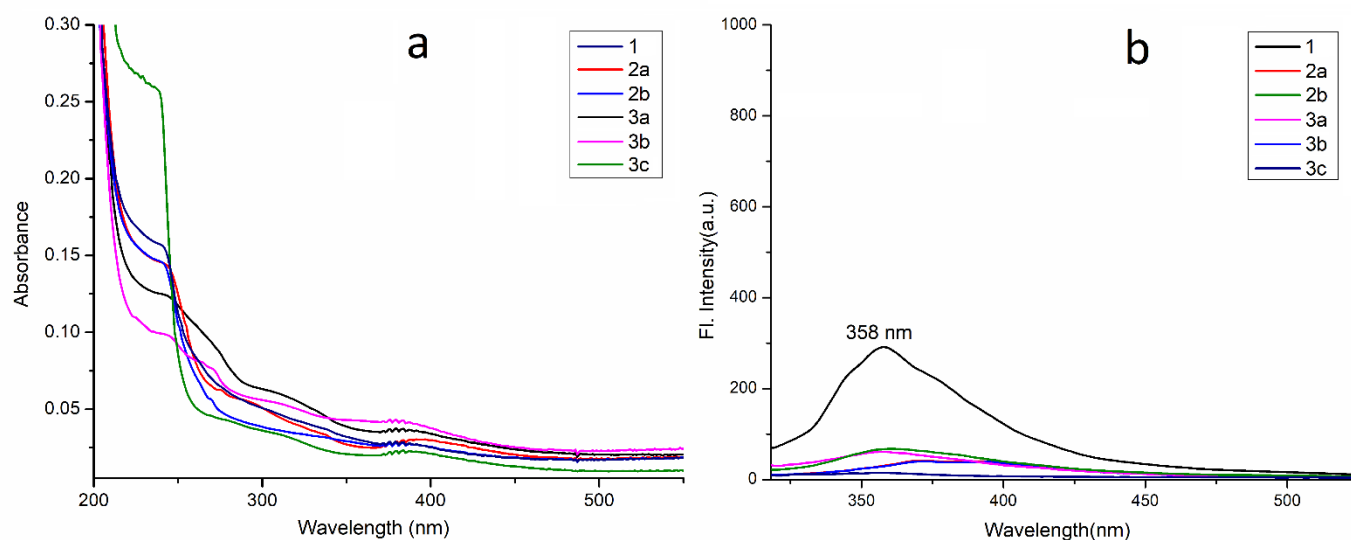 a
1
2a
2b
3a
3b
3c
0.30
0.25
0.20
0.15
0.10
0.05
Absorbance
200
300
400
500
Wavelength (nm)
b
1
2a
2b
3a
3b
3c
358 nm
1000
800
600
400
200
0
Fl. Intensity(a.u.)
350
400
450
500
Wavelength(nm)